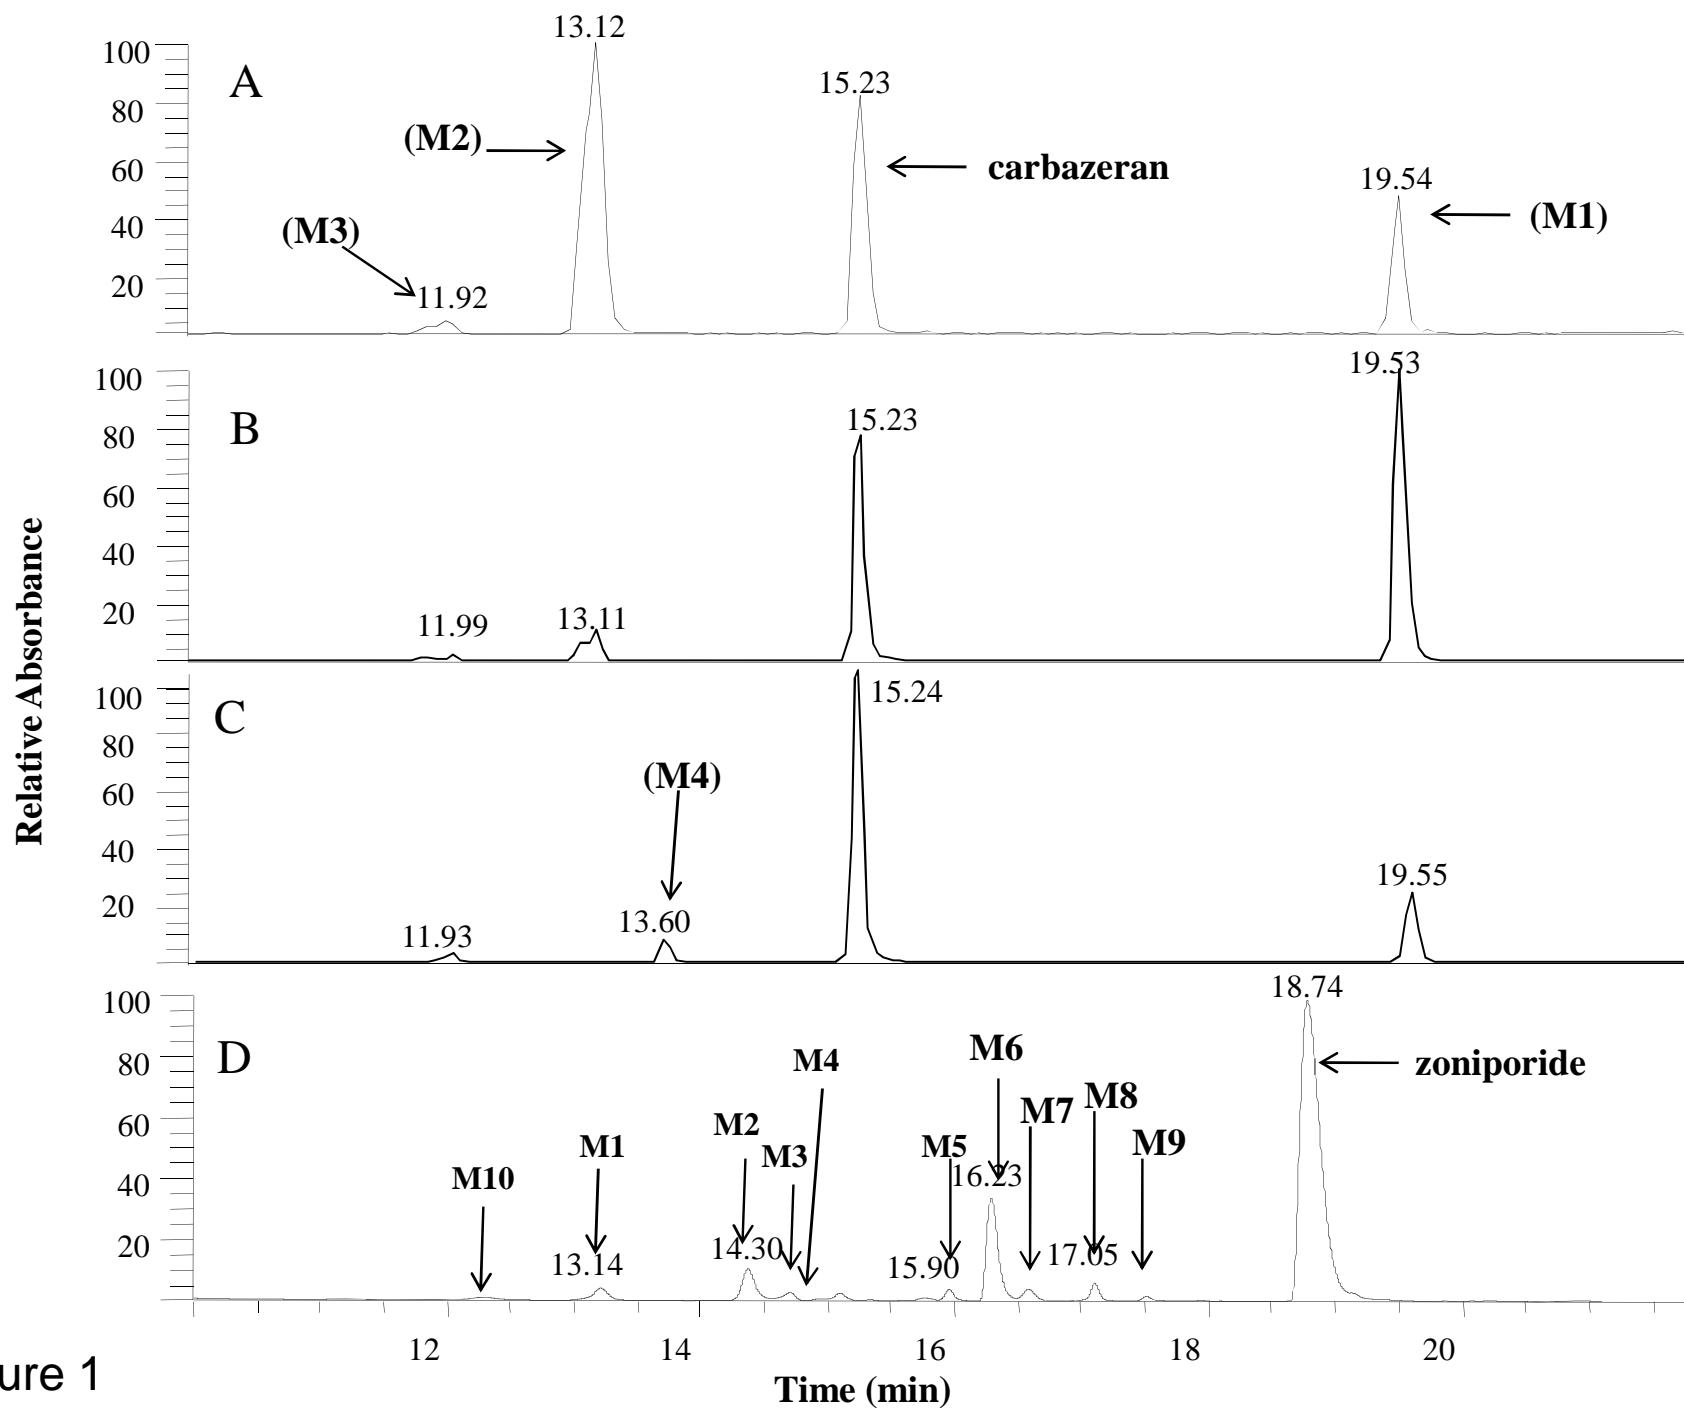 13.12
100
A
15.23
80
(M2)
carbazeran
60
19.54
(M1)
(M3)
40
20
11.92
19.53
100
B
15.23
80
60
40
20
11.99
13.11
Relative Absorbance
100
C
15.24
80
(M4)
60
40
20
19.55
13.60
11.93
18.74
100
D
M6
M4
80
zoniporide
M8
M7
60
M2
M1
M3
M5
M9
40
M10
16.23
20
13.14
14.30
15.90
17.05
12
14
16
18
20
ure 1
Time (min)